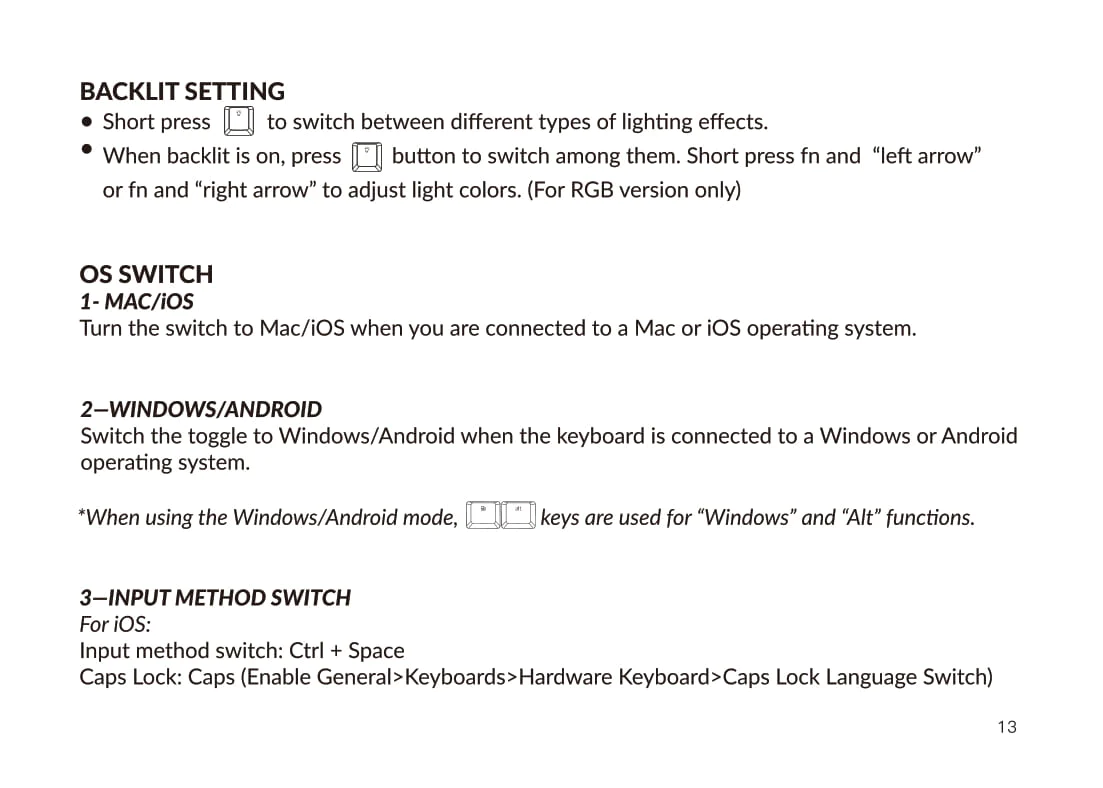 BACKLIT SETTING
● Short press to switch between different types of lighting effects.
● When backlit is on, press button to switch among them. Short press fn and “left arrow”
or fn and “right arrow” to adjust light colors. (For RGB version only)
OS SWITCH
1- MAC/iOS
Turn the switch to Mac/iOS when you are connected to a Mac or iOS operating system.
2—WINDOWS/ANDROID
Switch the toggle to Windows/Android when the keyboard is connected to a Windows or Android
operating system.
*When using the Windows/Android mode, keys are used for “Windows” and “Alt” functions.
3—INPUT METHOD SWITCH
For iOS:
Input method switch: Ctrl + Space
Caps Lock: Caps (Enable General>Keyboards>Hardware Keyboard>Caps Lock Language Switch)
13